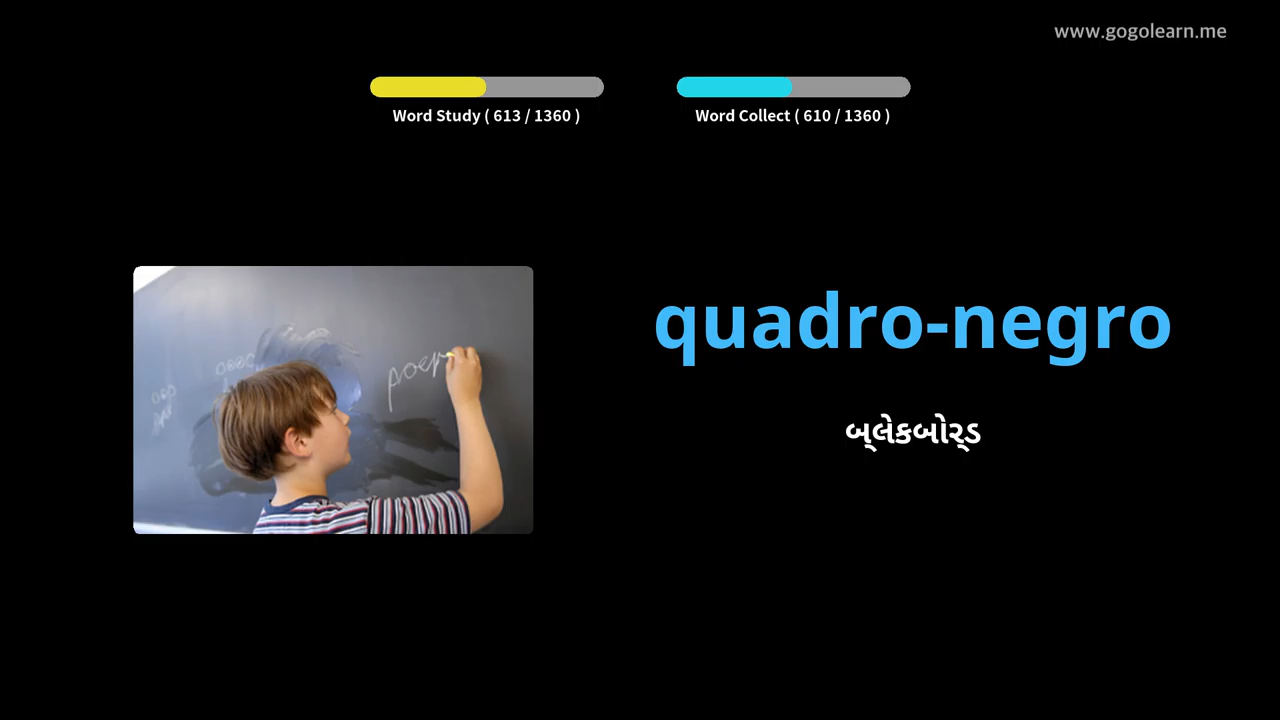 www.gogolearn.me
Word Study ( 613 / 1360 )
Word Collect ( 610 / 1360 )
quadro-negro
બ્લેકબોર્ડ